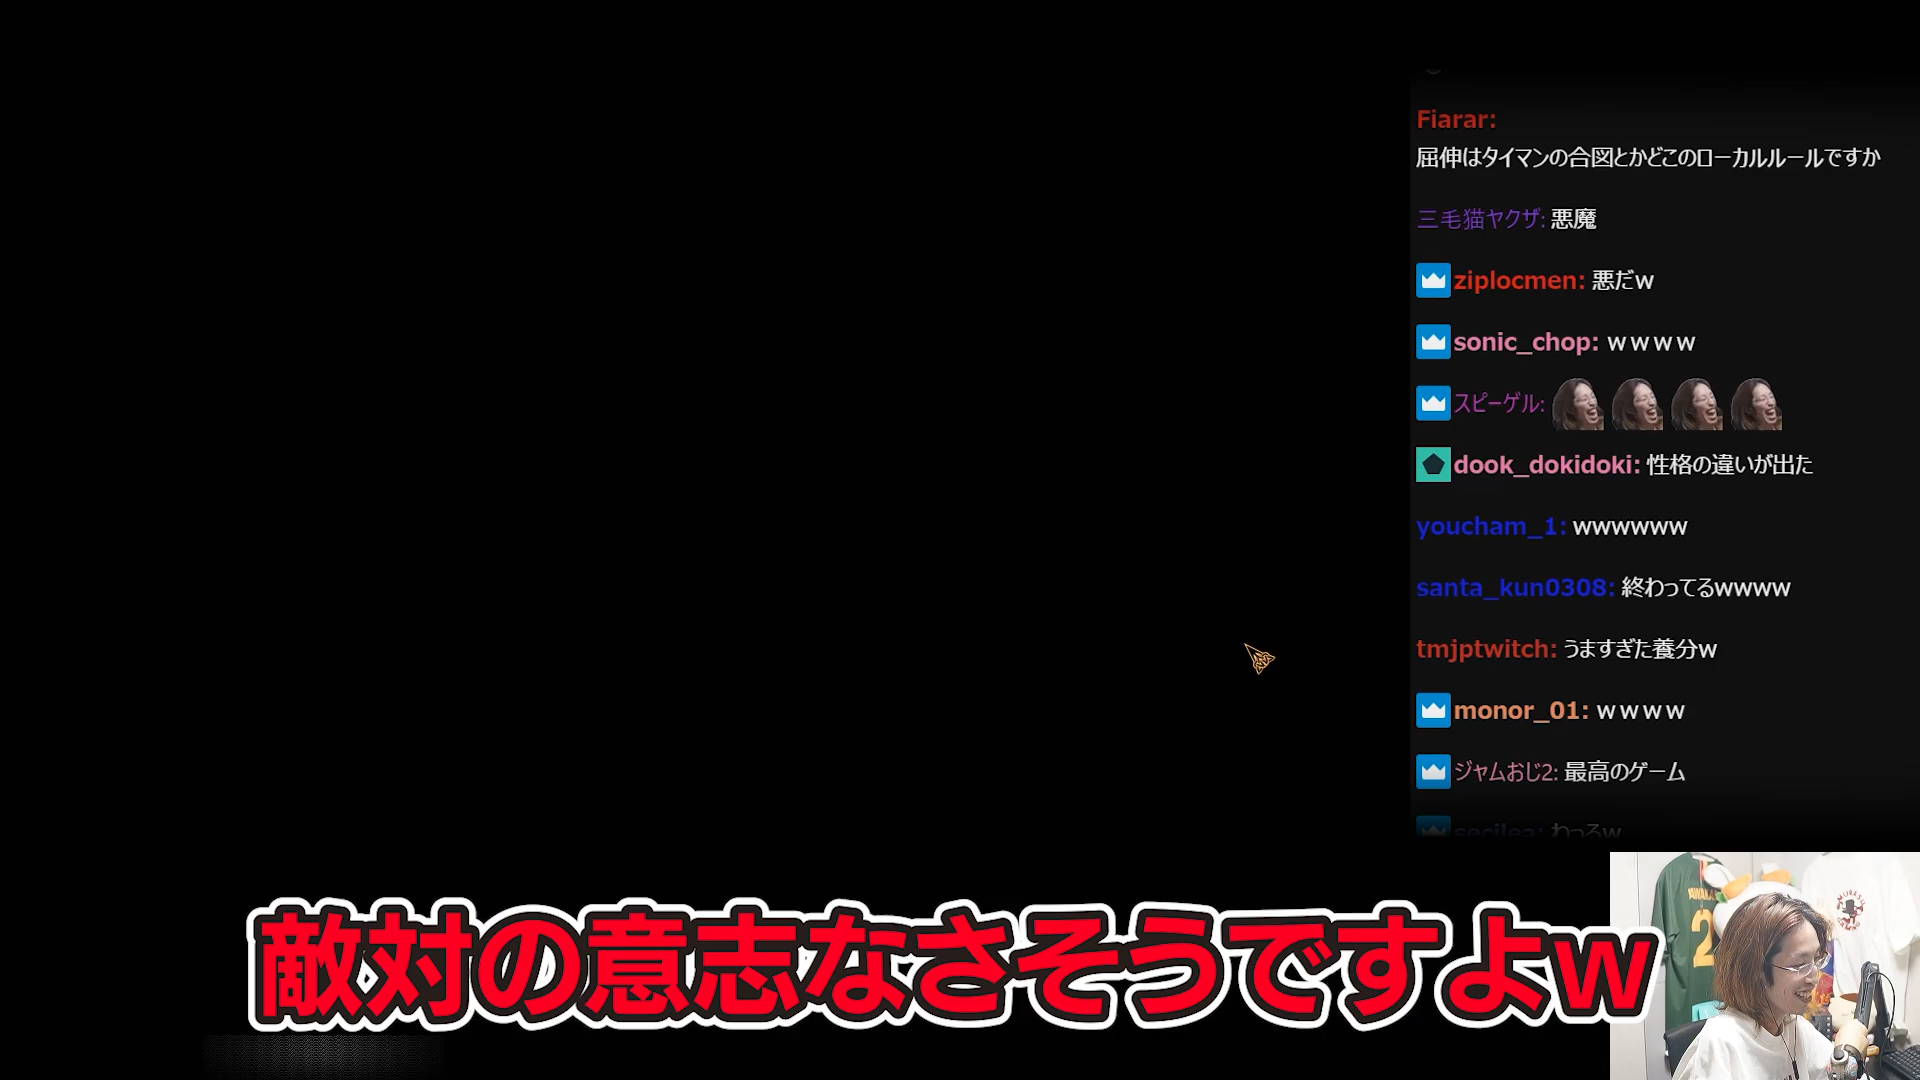 Fiarar:
屈伸はタイマンの合図とかどこのローカルルールですか
三毛猫ヤクザ: 悪魔
ziplocmen: 悪だw
sonic_chop: ｗｗｗｗ
スピーゲル:
dook_dokidoki: 性格の違いが出た
youcham_1: wwwwww
santa_kun0308: 終わってるwwww
tmjptwitch: うますぎた養分w
monor_01: ｗｗｗｗ
ジャムおじ2: 最高のゲーム
secilea: わっるw
敵対の意志なさそうですよw